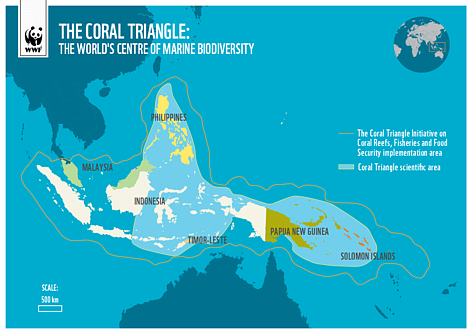 WWF
THE CORAL TRIANGLE:
THE WORLD'S CENTRE OF MARINE BIODIVERSITY
PHILIPPINES
The Coral Triangle Initiative on
Coral Reefs, Fisheries and Food
Security implementation area
Coral Triangle scientific area
MALAYSIA
INDONESIA
PAPUA NEW GUINEA
TIMOR-LESTE
SOLOMON ISLANDS
SCALE:
500 km